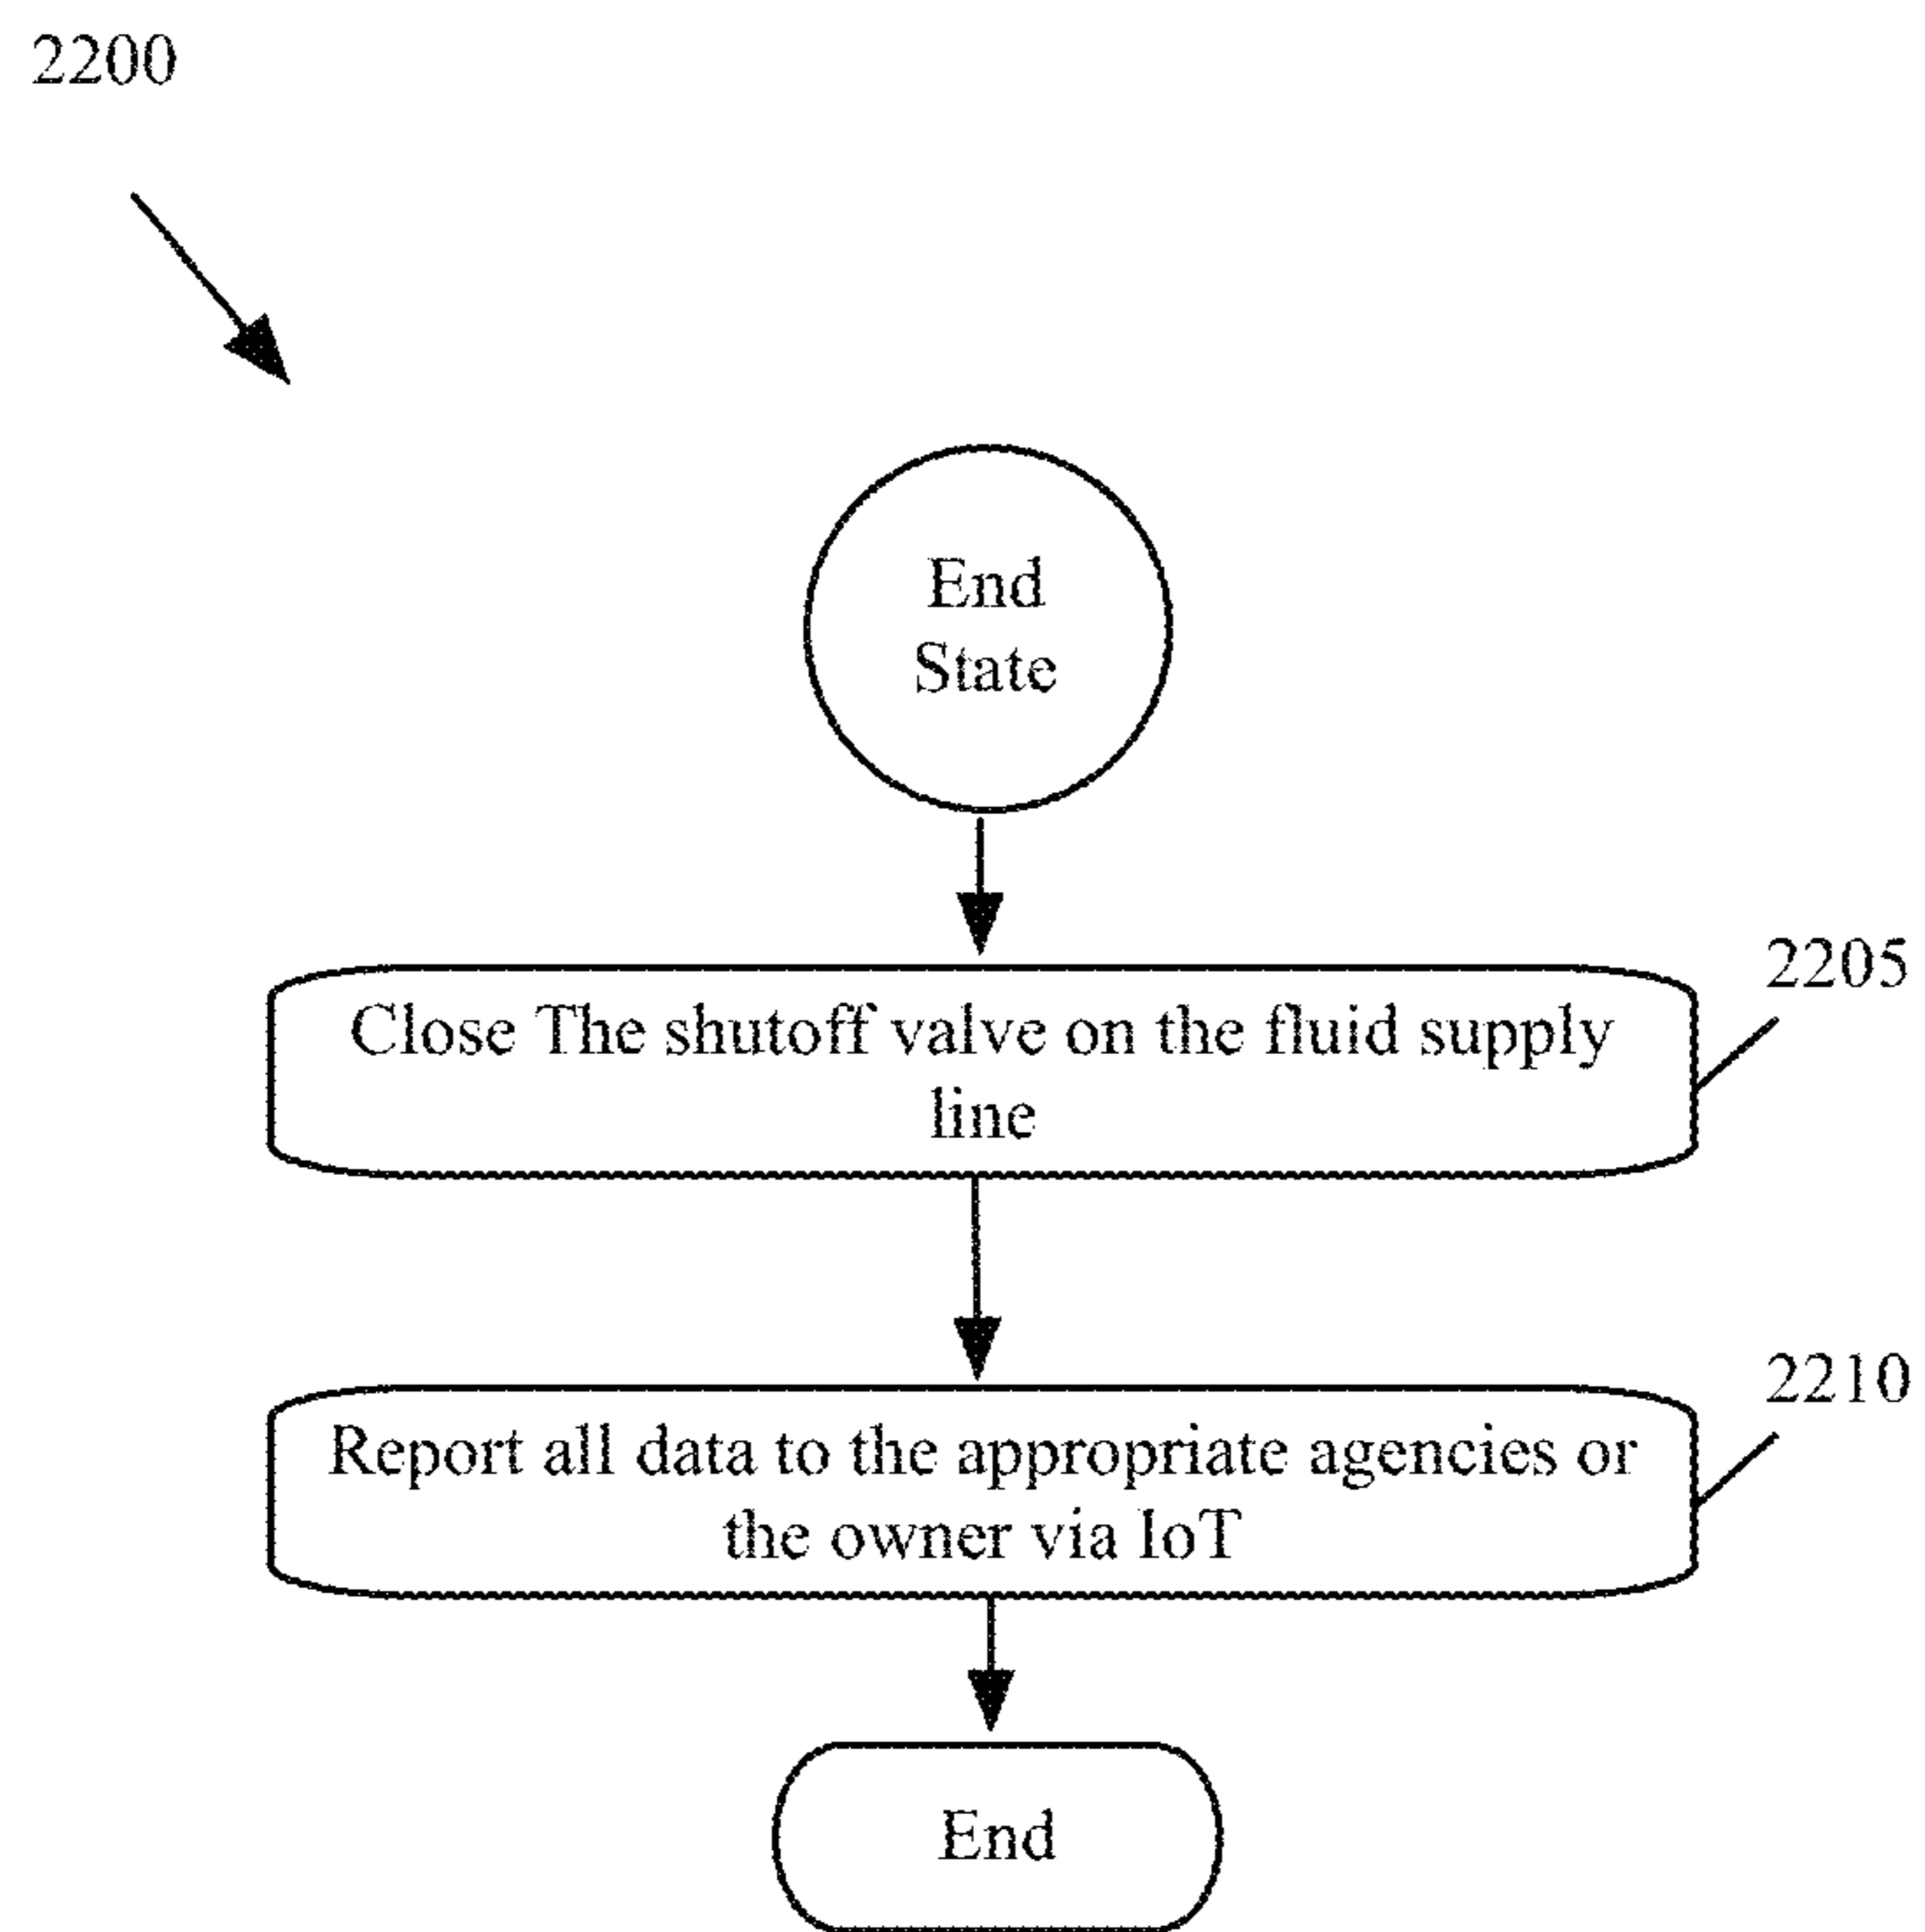 2200
End
State
2205
Close The shutoff valve on the fluid supply
line
2210
Report all data to the appropriate agencies or
the owner via IoT
End